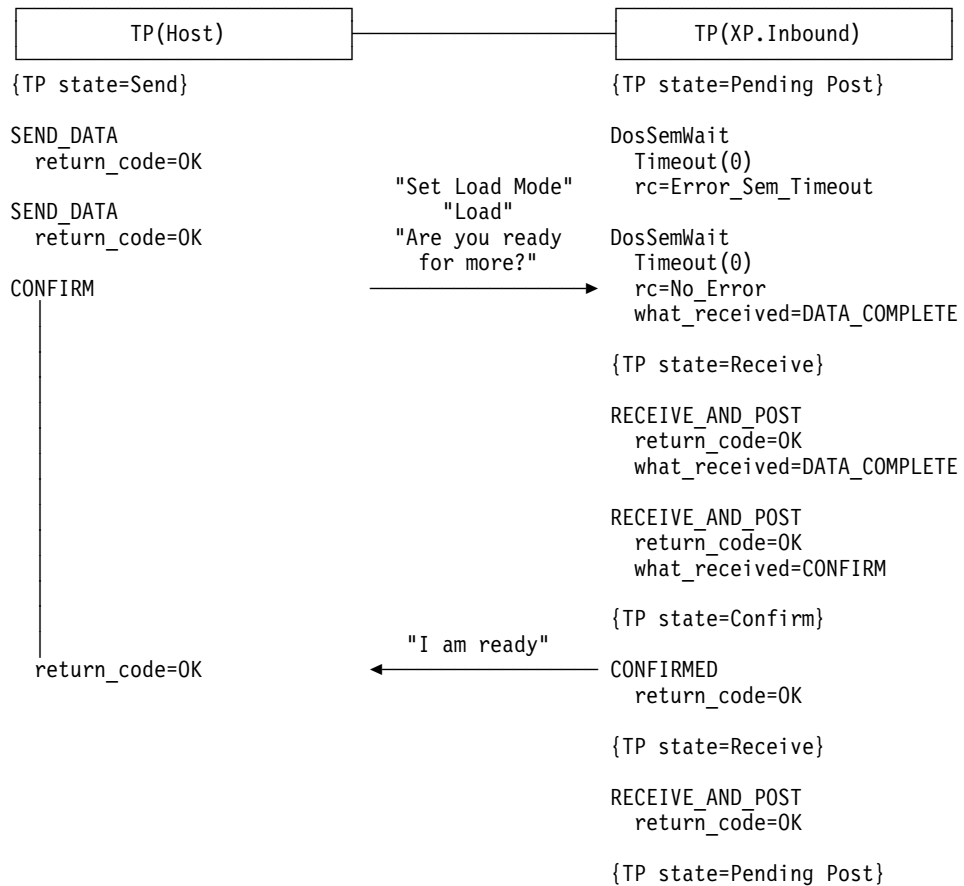 TP(Host)
TP(XP.Inbound)
{TP state=Send}
{TP state=Pending Post}
SEND_DATA
return_code=OK
DosSemWait
Timeout(0)
rc=Error_Sem_Timeout
SEND_DATA
return_code=OK
"Set Load Mode"
"Load"
"Are you ready
for more?"
DosSemWait
Timeout(0)
rc=No_Error
what_received=DATA_COMPLETE
CONFIRM
{TP state=Receive}
RECEIVE_AND_POST
return_code=OK
what_received=DATA_COMPLETE
RECEIVE_AND_POST
return_code=OK
what_received=CONFIRM
{TP state=Confirm}
"I am ready"
return_code=OK
CONFIRMED
return_code=OK
{TP state=Receive}
RECEIVE_AND_POST
return_code=OK
{TP state=Pending Post}